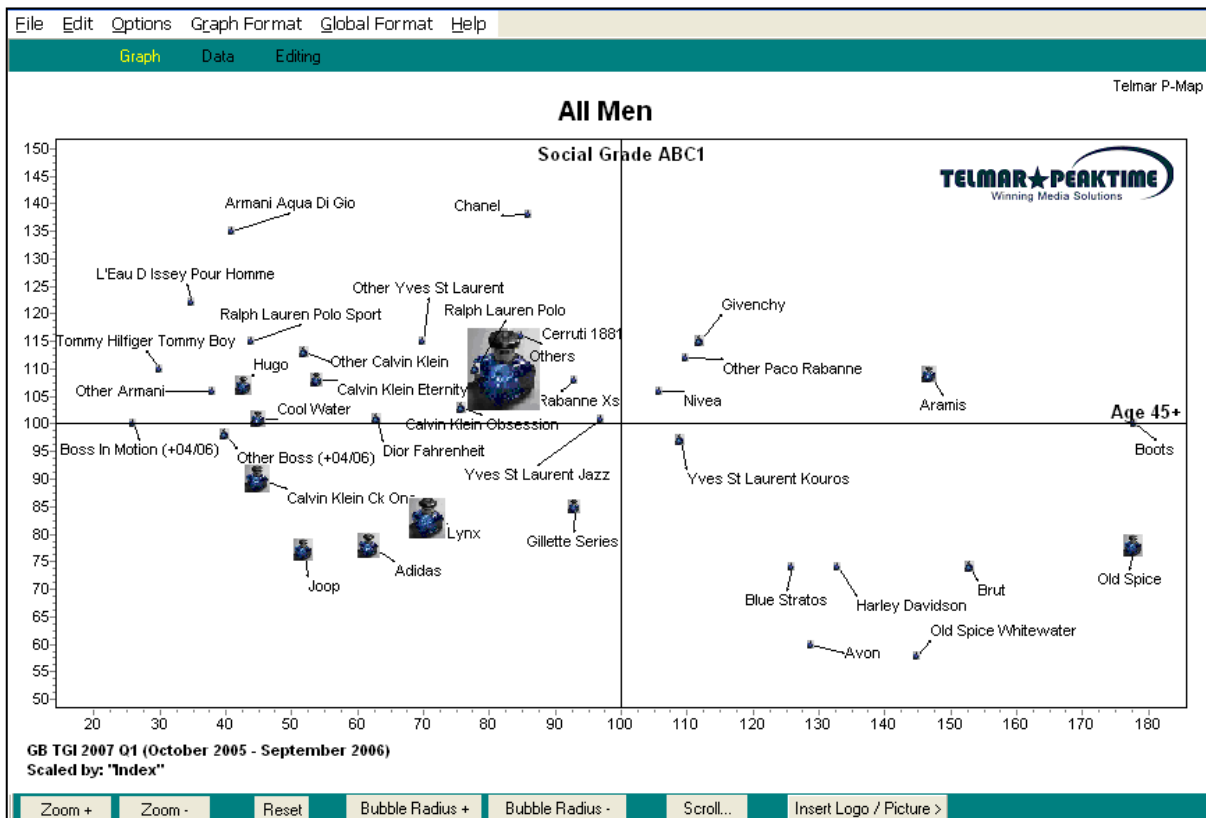 File Edit Options Graph Format Global Format Help
Graph Data Editing
Telmar P-Map
All Men
Social Grade ABC1
TELMAR★PEAKTIME
Winning Media Solutions
150
145
140
135
130
125
120
115
110
105
100
95
90
85
80
75
70
65
60
55
50
Armani Aqua Di Gio
Chanel
L'Eau D Issey Pour Homme
Other Yves St Laurent
Ralph Lauren Polo Sport
Ralph Lauren Polo
Givenchy
Tommy Hilfiger Tommy Boy
Cerruti 1881
Hugo
Other Calvin Klein
Others
Other Paco Rabanne
Other Armani
Calvin Klein Eternity
Rabanne Xs
Nivea
Aramis
Cool Water
Calvin Klein Obsession
Age 45+
Boss In Motion (+04/06)
Other Boss (+04/06)
Dior Fahrenheit
Boots
Yves St Laurent Jazz
Yves St Laurent Kouros
Calvin Klein Ck On
Lynx
Gillette Series
Joop
Adidas
Old Spice
Blue Stratos
Harley Davidson
Brut
Old Spice Whitewater
Avon
20 30 40 50 60 70 80 90 100 110 120 130 140 150 160 170 180
GB TGI 2007 Q1 (October 2005 - September 2006)
Scaled by: "Index"
Zoom + Zoom - Reset Bubble Radius + Bubble Radius - Scroll... Insert Logo / Picture >